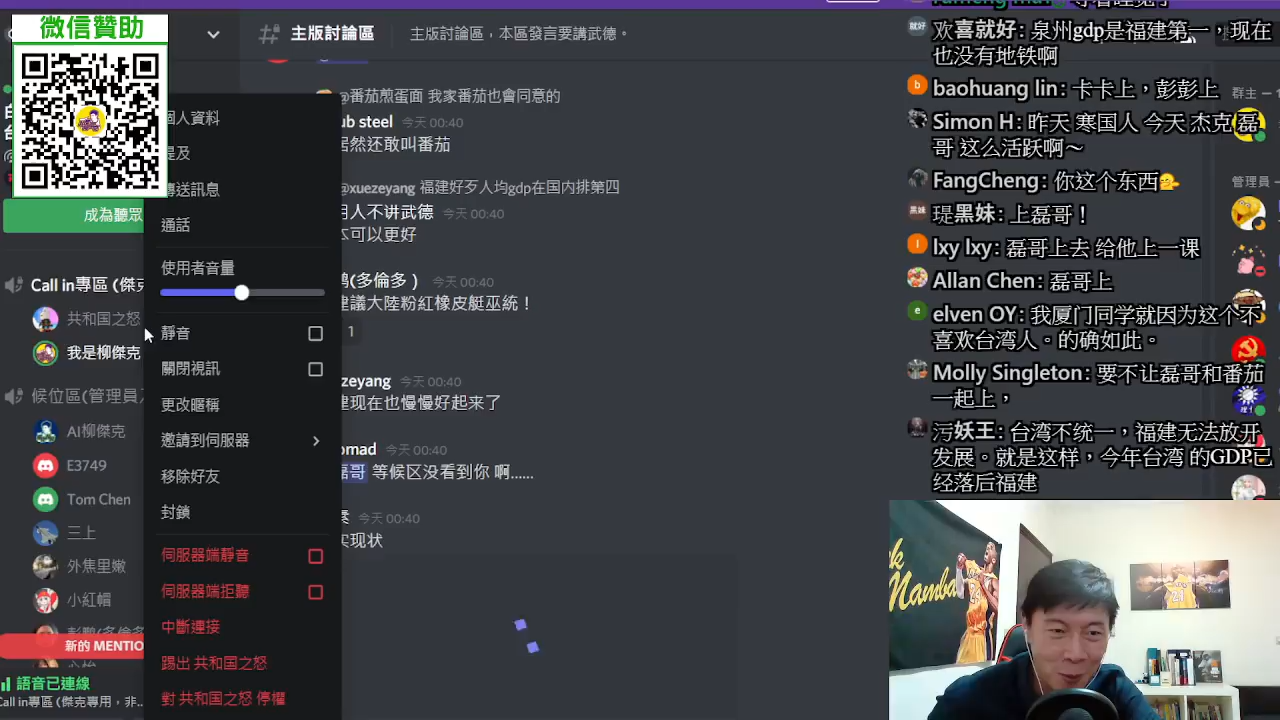 微信贊助
主版討論區
主版討論區，本區發言要講武德。
成為聽眾
Call in專區 (傑克
共和国之怒
我是柳傑克
候位區(管理員
AI柳傑克
E3749
Tom Chen
三上
外焦里嫩
小紅帽
新的 MENTIO
語音已連線
Call in專區 (傑克專用，非...
個人資料
提及
傳送訊息
通話
使用者音量
靜音
關閉視訊
更改暱稱
邀請到伺服器
移除好友
封鎖
伺服器端靜音
伺服器端拒聽
中斷連接
踢出 共和国之怒
對 共和国之怒 停權
@番茄煎蛋面 我家番茄也會同意的
ub steel 今天 00:40
居然还敢叫番茄
@xuezeyang 福建好歹人均gdp在国内排第四
人不讲武德 今天 00:40
可以更好
(多倫多 ) 今天 00:40
建議大陸粉紅橡皮艇巫統！
1
zeyang 今天 00:40
建现在也慢慢好起来了
omad 今天 00:40
磊哥 等候区没看到你 啊......
今天 00:40
实现状
欢喜就好: 泉州gdp是福建第一，现在
也没有地铁啊
baohuang lin: 卡卡上，彭彭上
Simon H: 昨天 寒国人 今天 杰克磊
哥 这么活跃啊～
FangCheng: 你这个东西
瑅黑妹: 上磊哥！
lxy lxy: 磊哥上去 给他上一课
Allan Chen: 磊哥上
elven OY: 我厦门同学就因为这个不
喜欢台湾人。的确如此。
Molly Singleton: 要不让磊哥和番茄
一起上，
污妖王: 台湾不统一，福建无法放开
发展。就是这样，今年台湾 的GDP已
经落后福建
群主 — 1
管理員
Mamba